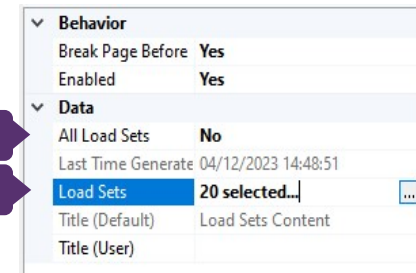 Behavior
Break Page Before Yes
Enabled Yes
Data
All Load Sets No
Last Time Generate 04/12/2023 14:48:51
Load Sets 20 selected... ...
Title (Default) Load Sets Content
Title (User)